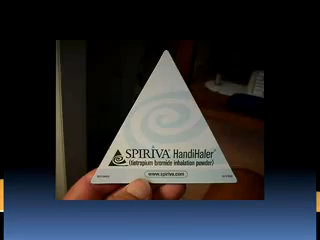 SPIRIVA® HandiHaler®
(tiotropium bromide inhalation powder)
www.spiriva.com